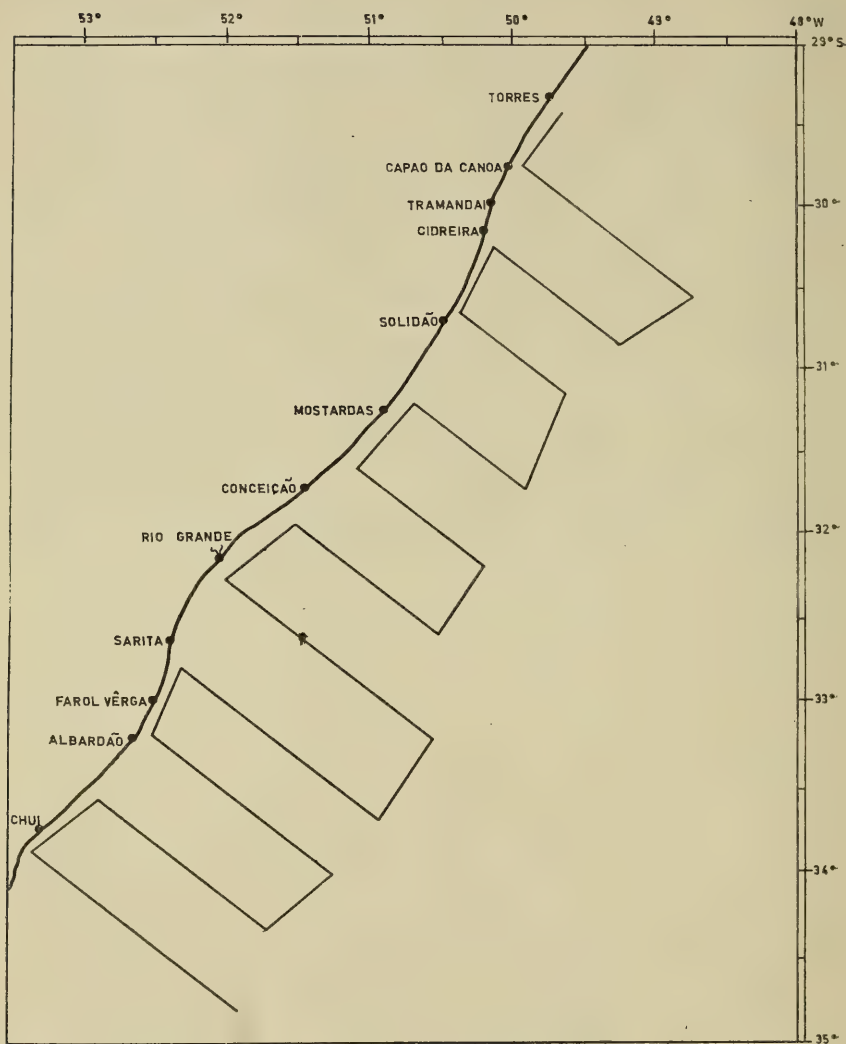 53° 52° 51° 50° 49° 48°W
29°S
TORRES
CAPAO DA CANOA
TRAMANDAI
30°
CIDREIRA
SOLIDÃO
31°
MOSTARDAS
CONCEIÇÃO
32°
RIO GRANDE
SARITA
33°
FAROL VÊRGA
ALBARDÃO
CHUI
34°
35°